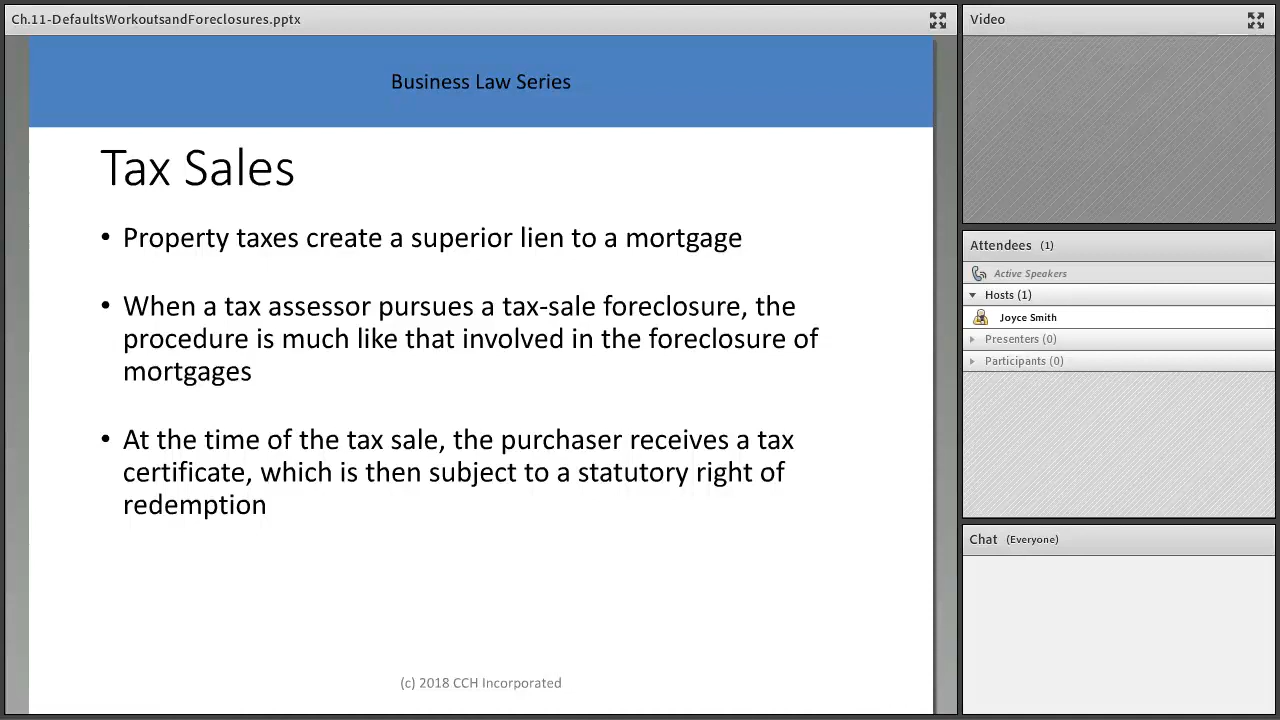 Ch.11-DefaultsWorkoutsandForeclosures.pptx
Business Law Series
Tax Sales
• Property taxes create a superior lien to a mortgage
• When a tax assessor pursues a tax-sale foreclosure, the
procedure is much like that involved in the foreclosure of
mortgages
• At the time of the tax sale, the purchaser receives a tax
certificate, which is then subject to a statutory right of
redemption
(c) 2018 CCH Incorporated
Video
Attendees (1)
Active Speakers
Hosts (1)
Joyce Smith
Presenters (0)
Participants (0)
Chat (Everyone)